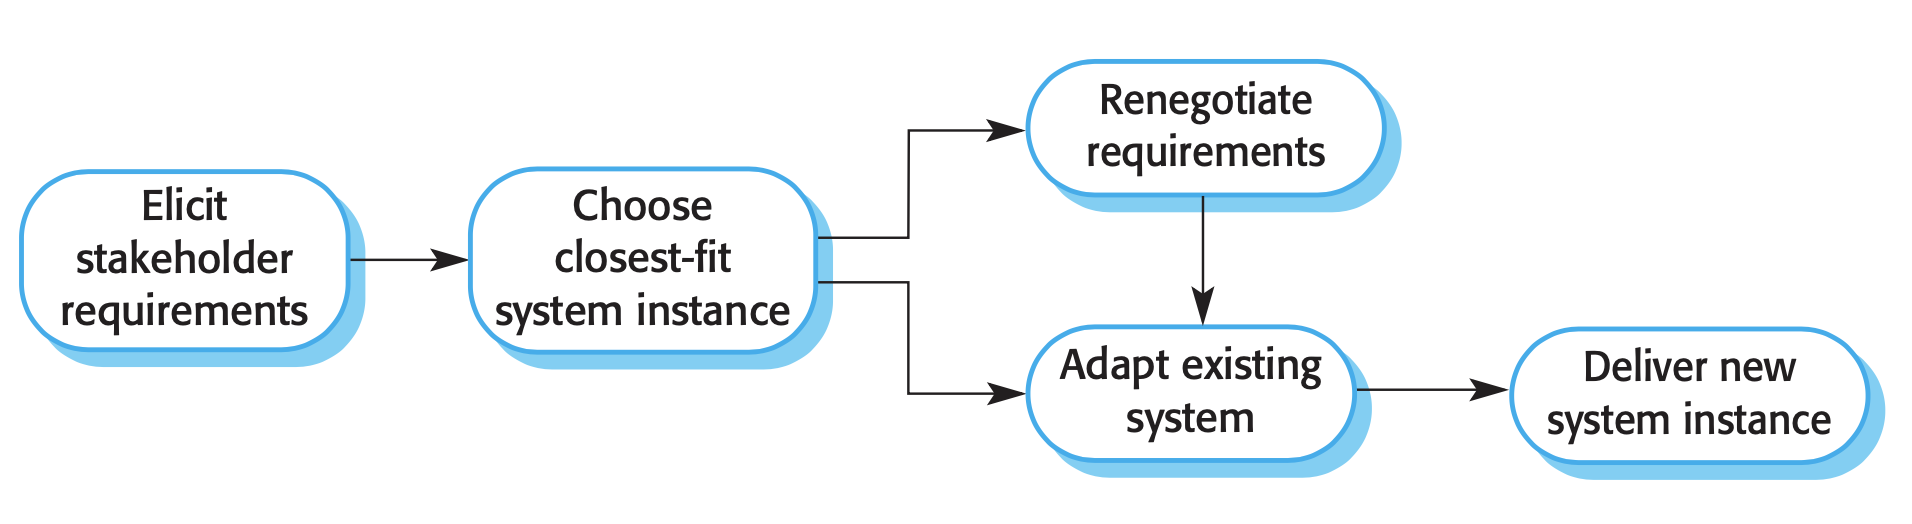 Elicit
stakeholder
requirements
Choose
closest-fit
system instance
Renegotiate
requirements
Adapt existing
system
Deliver new
system instance